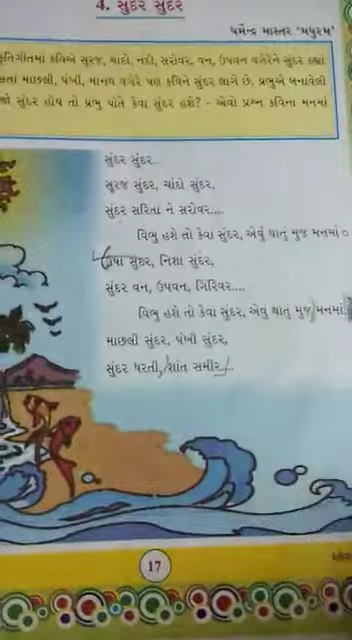 4. સુંદર સુંદર
ધર્મેન્દ્ર માસ્તર 'મધુરમ'
કવિએ સૂરજ, ચાંદો, નદી, સરોવર, વન, ઉપવન વગેરેને સુંદર કહ્યાં
માછલી, પંખી, માનવ વગેરે પણ કવિને સુંદર લાગે છે. પ્રભુએ બનાવેલી
સુંદર હોય તો પ્રભુ પોતે કેવા સુંદર હશે? - એવો પ્રશ્ન કવિના મનમાં
સુંદર સુંદર...
સૂરજ સુંદર, ચાંદો સુંદર,
સુંદર સરિતા ને સરોવર....
વિભુ હશે તો કેવા સુંદર, એવું થાતું મુજ મનમાં૦
ઉષા સુંદર, નિશા સુંદર,
સુંદર વન, ઉપવન, ગિરિવર....
વિભુ હશે તો કેવા સુંદર, એવું થાતું મુજ મનમાં
માછલી સુંદર, પંખી સુંદર,
સુંદર ધરતી, શાંત સમીર...
17